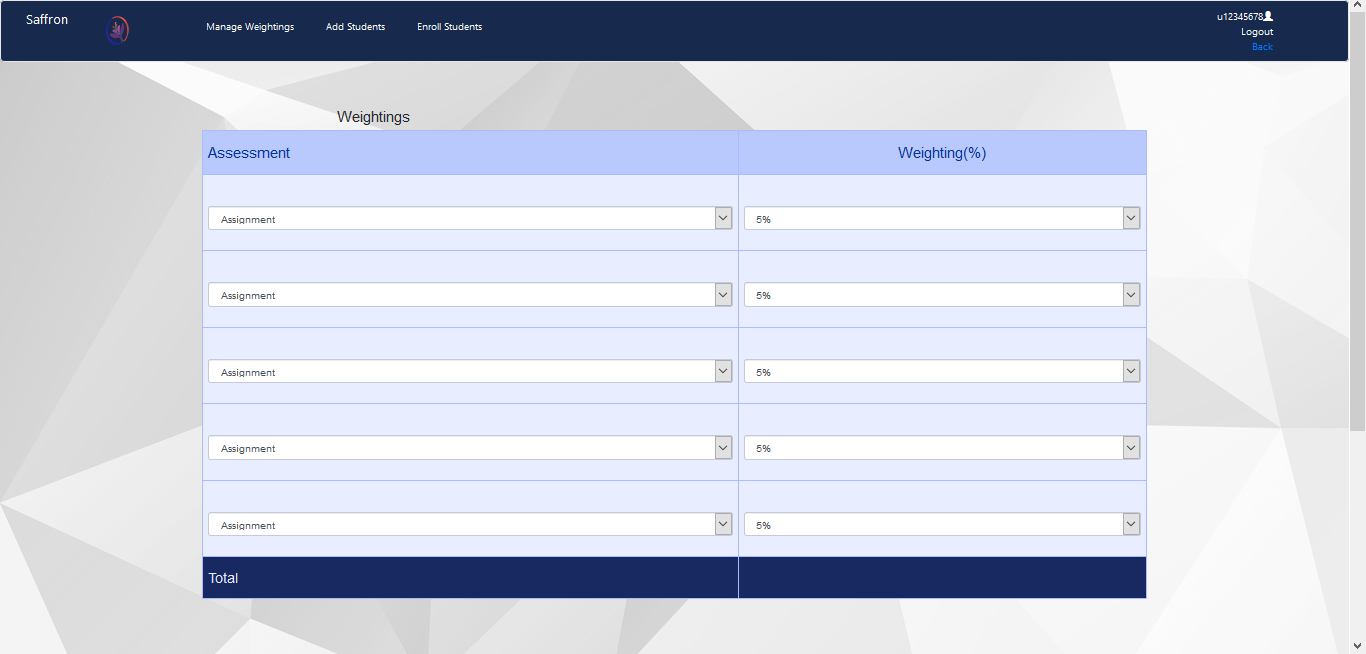 Saffron
Manage Weightings Add Students Enroll Students
u12345678
Logout
Back
Weightings
Assessment Weighting(%)
Assignment 5%
Assignment 5%
Assignment 5%
Assignment 5%
Assignment 5%
Total